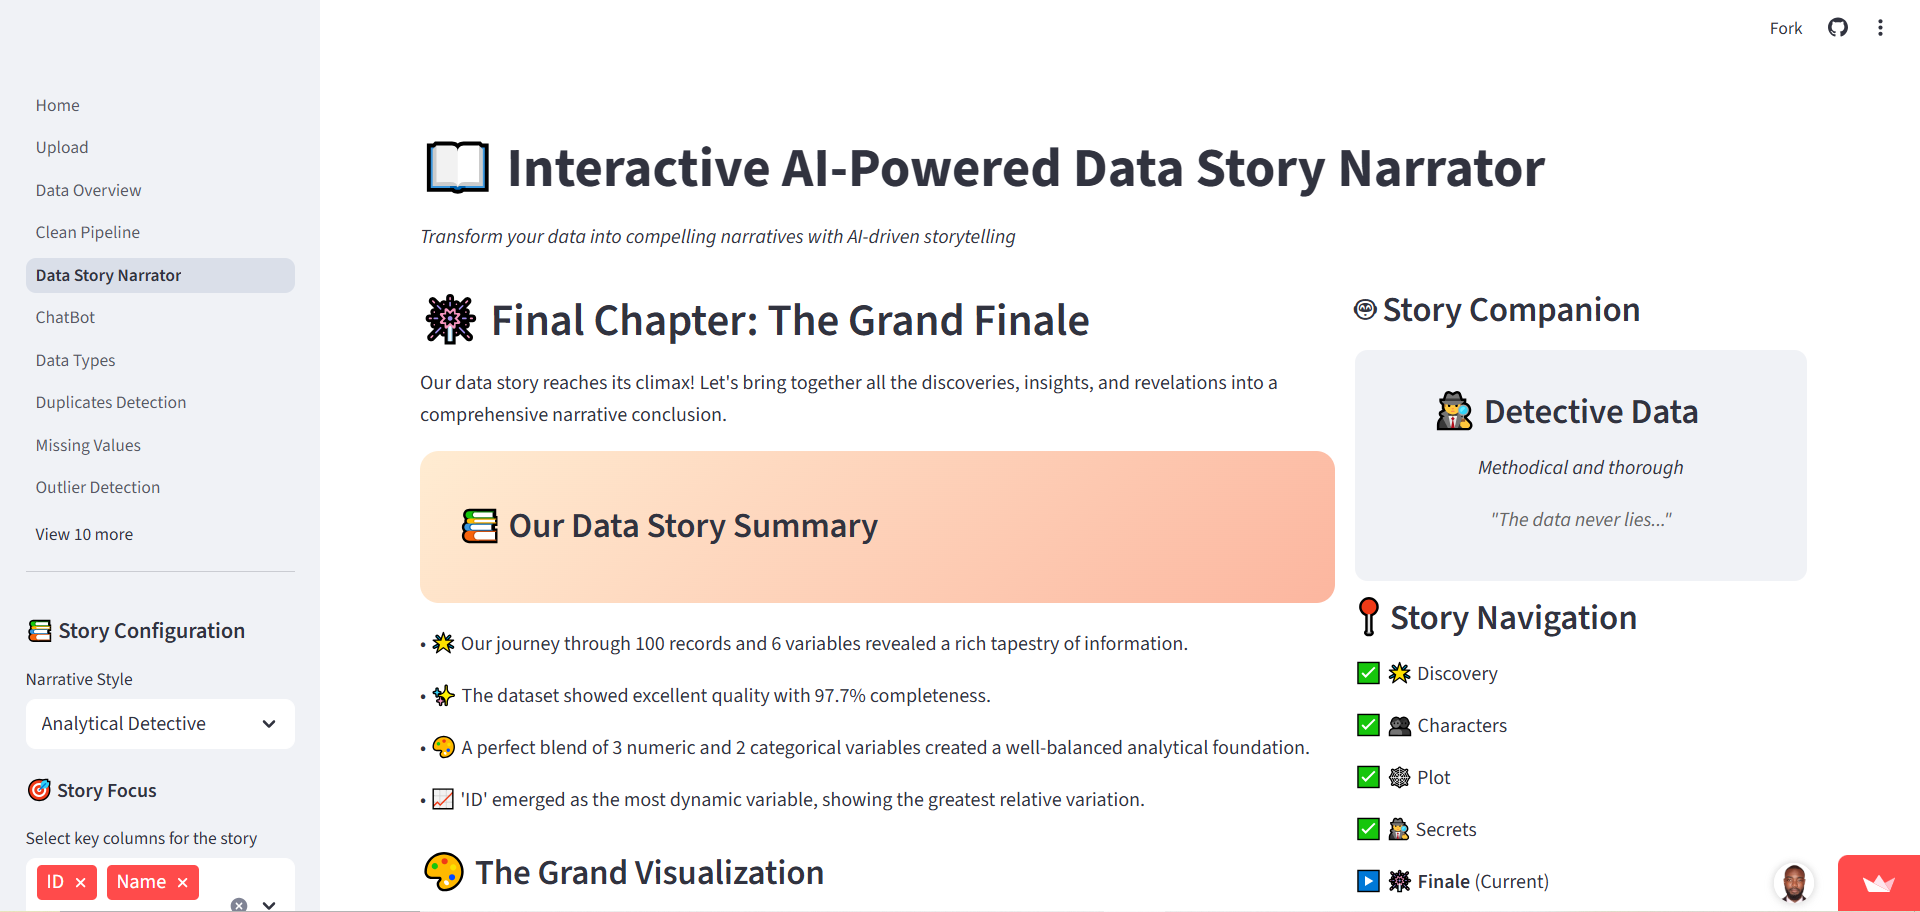 Fork
Home
Upload
Data Overview
Clean Pipeline
Data Story Narrator
ChatBot
Data Types
Duplicates Detection
Missing Values
Outlier Detection
View 10 more
Story Configuration
Narrative Style
Analytical Detective
Story Focus
Select key columns for the story
ID
Name
Interactive AI-Powered Data Story Narrator
Transform your data into compelling narratives with AI-driven storytelling
Final Chapter: The Grand Finale
Our data story reaches its climax! Let's bring together all the discoveries, insights, and revelations into a
comprehensive narrative conclusion.
Our Data Story Summary
• Our journey through 100 records and 6 variables revealed a rich tapestry of information.
• The dataset showed excellent quality with 97.7% completeness.
• A perfect blend of 3 numeric and 2 categorical variables created a well-balanced analytical foundation.
• 'ID' emerged as the most dynamic variable, showing the greatest relative variation.
The Grand Visualization
Story Companion
Detective Data
Methodical and thorough
"The data never lies..."
Story Navigation
Discovery
Characters
Plot
Secrets
Finale (Current)